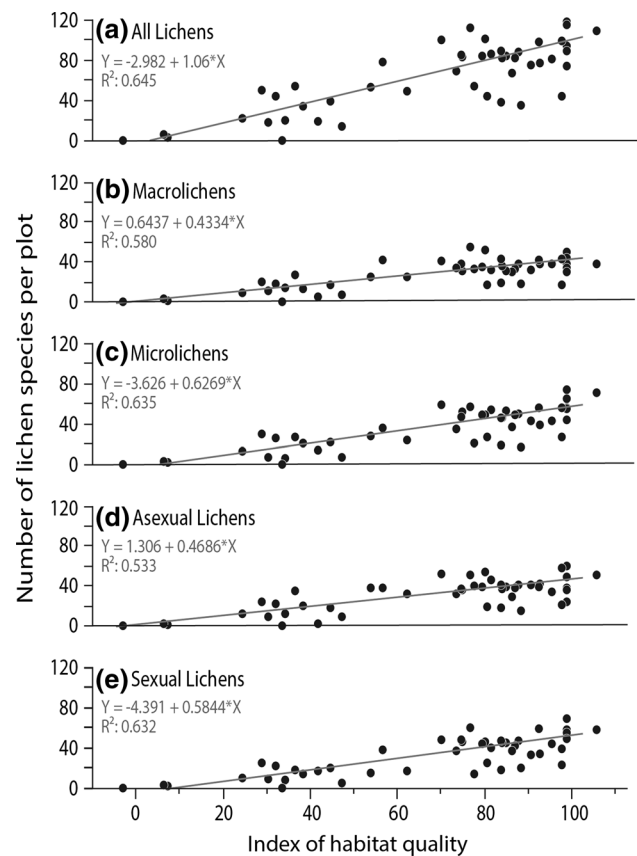 Number of lichen species per plot
(a) All Lichens
Y = -2.982 + 1.06*X
R²: 0.645
120
80
40
0
(b) Macrolichens
Y = 0.6437 + 0.4334*X
R²: 0.580
120
80
40
0
(c) Microlichens
Y = -3.626 + 0.6269*X
R²: 0.635
120
80
40
0
(d) Asexual Lichens
Y = 1.306 + 0.4686*X
R²: 0.533
120
80
40
0
(e) Sexual Lichens
Y = -4.391 + 0.5844*X
R²: 0.632
120
80
40
0
0 20 40 60 80 100
Index of habitat quality